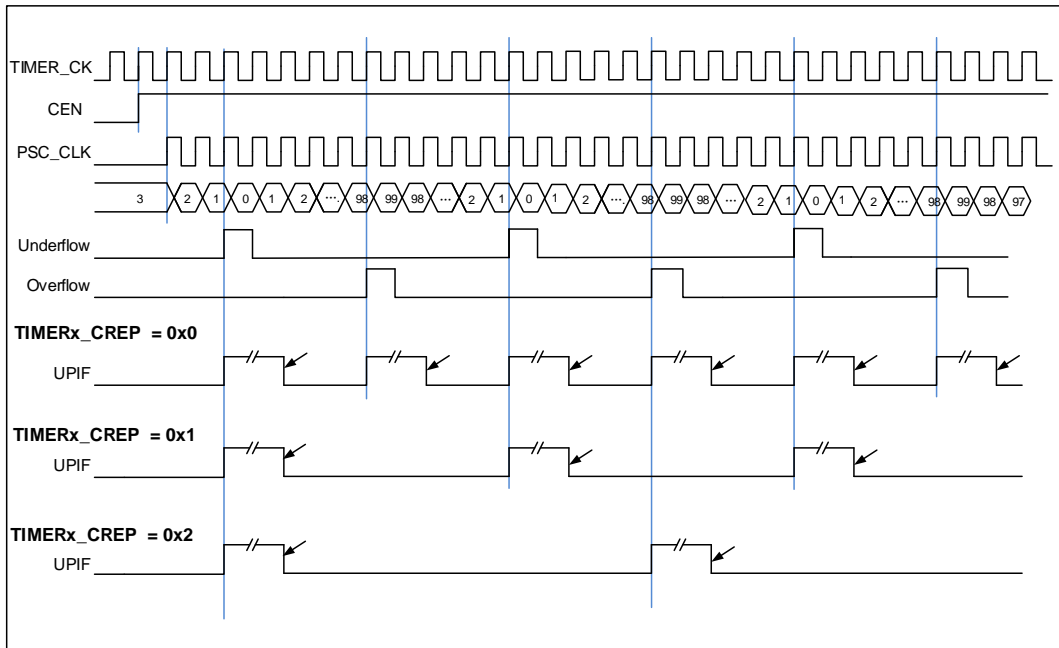 TIMER_CK
CEN
PSC_CLK
3 2 1 0 1 2 .... 98 99 98 ... 2 1 0 1 2 .... 98 99 98 ... 2 1 0 1 2 ... 98 99 98 97
Underflow
Overflow
TIMERx_CREP = 0x0
UPIF
TIMERx_CREP = 0x1
UPIF
TIMERx_CREP = 0x2
UPIF